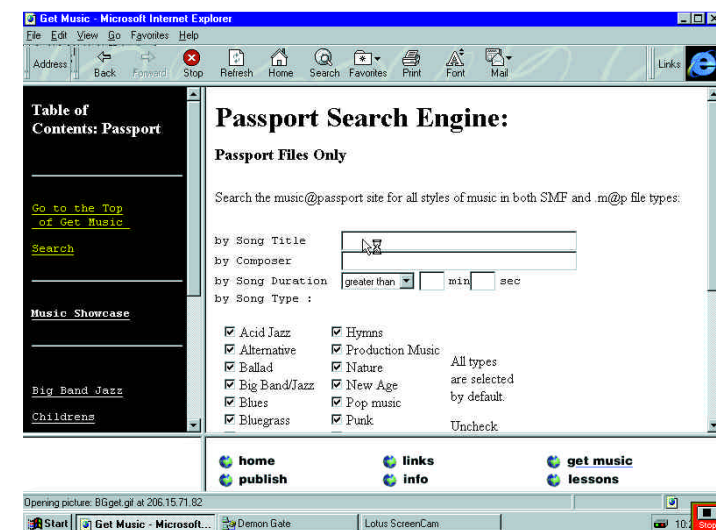 Get Music - Microsoft Internet Explorer
File Edit View Go Favorites Help
Address Back Forward Stop Refresh Home Search Favorites Print Font Mail Links
Table of
Contents: Passport
Go to the Top
of Get Music
Search
Music Showcase
Big Band Jazz
Childrens
Passport Search Engine:
Passport Files Only
Search the music@passport site for all styles of music in both SMF and .m@p file types:
by Song Title
by Composer
by Song Duration greater than min sec
by Song Type :
Acid Jazz Hymns
Alternative Production Music
Ballad Nature
Big Band/Jazz New Age
Blues Pop music
Bluegrass Punk
All types
are selected
by default.
Uncheck
home links get music
publish info lessons
Opening picture: BGget.gif at 206.15.71.82
Start Get Music - Microsoft... Demon Gate Lotus ScreenCam Stop